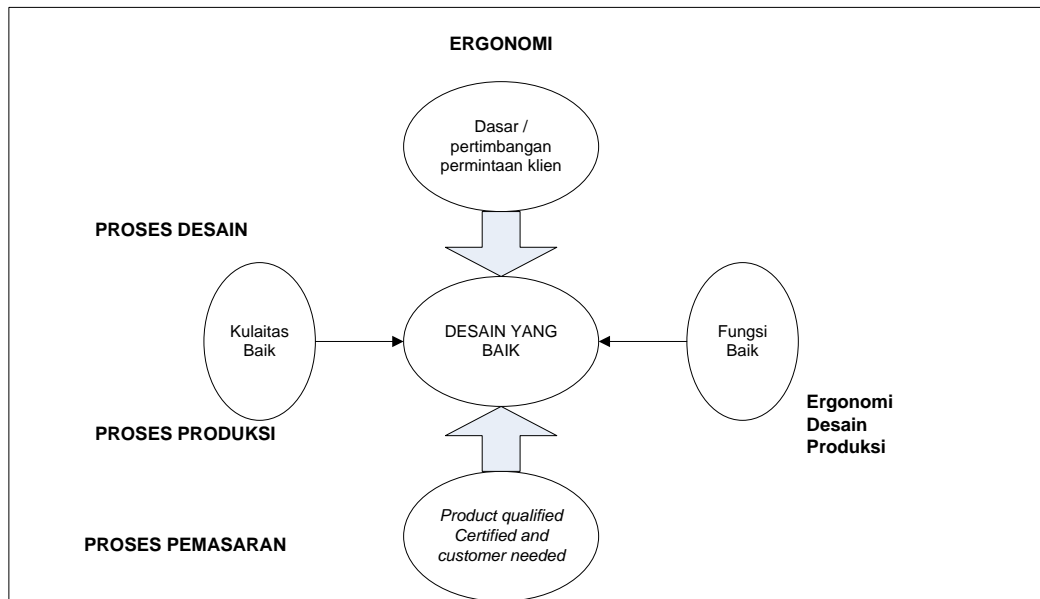 ERGONOMI
Dasar /
pertimbangan
permintaan klien
PROSES DESAIN
Kulaitas
Baik
DESAIN YANG
BAIK
Fungsi
Baik
Ergonomi
Desain
Produksi
PROSES PRODUKSI
Product qualified
Certified and
customer needed
PROSES PEMASARAN